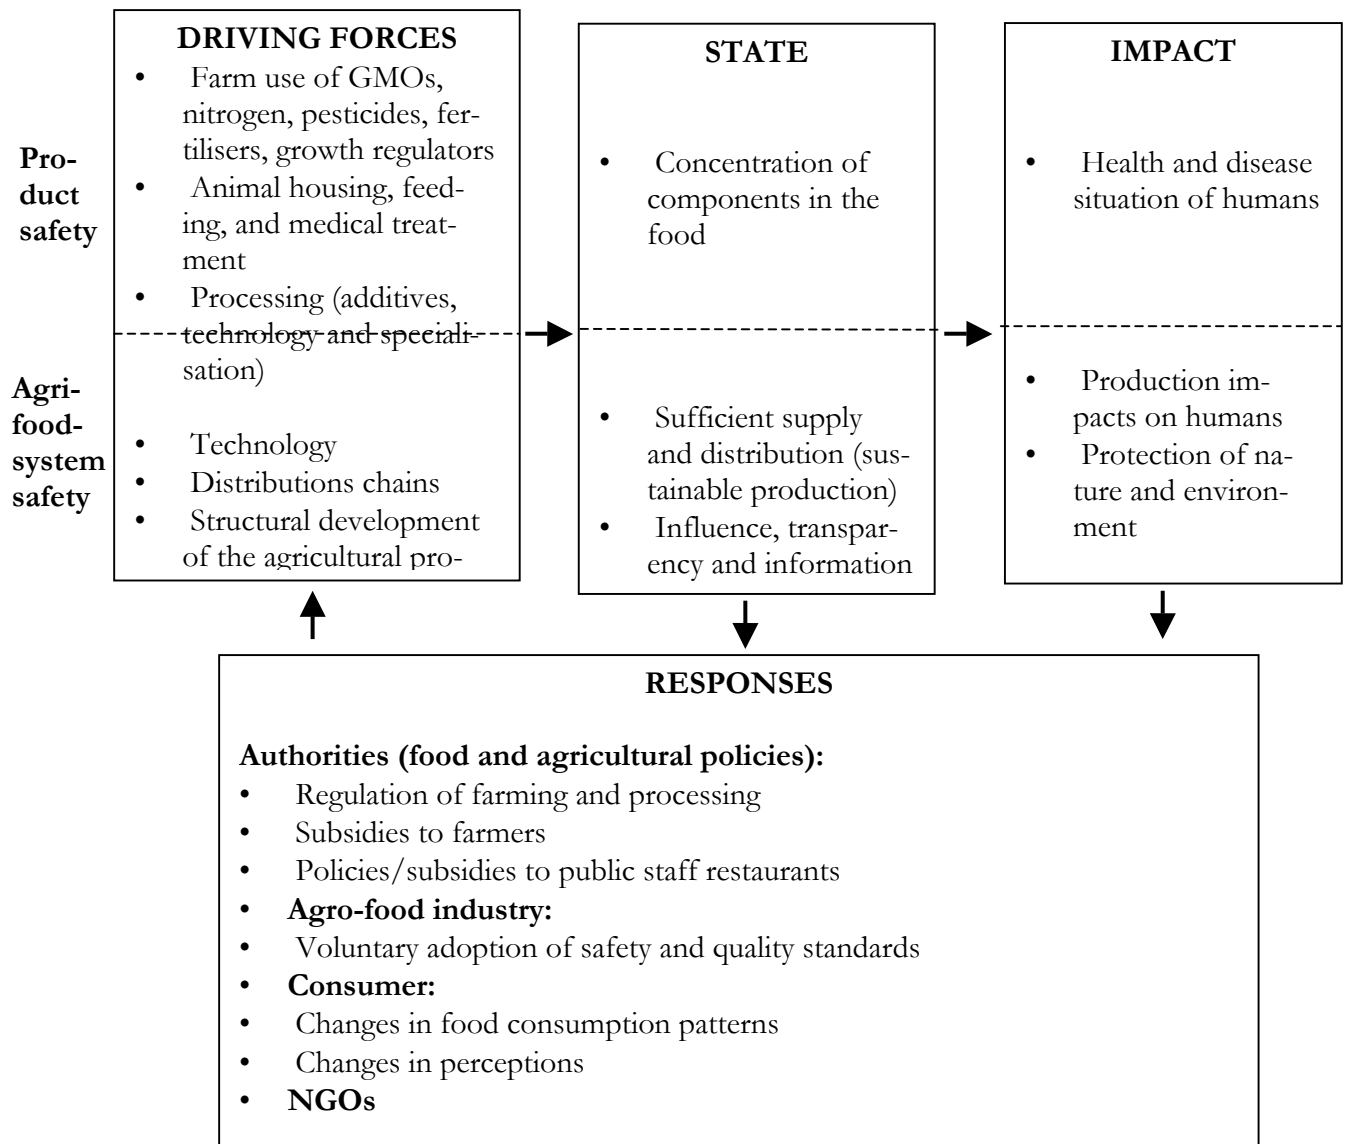 DRIVING FORCES
• Farm use of GMOs,
nitrogen, pesticides, fer-
tilisers, growth regulators
• Animal housing, feed-
ing, and medical treat-
ment
• Processing (additives,
technology and speciali-
sation)
• Technology
• Distributions chains
• Structural development
of the agricultural pro-
STATE
• Concentration of
components in the
food
• Sufficient supply
and distribution (sus-
tainable production)
• Influence, transpar-
ency and information
IMPACT
• Health and disease
situation of humans
• Production im-
pacts on humans
• Protection of na-
ture and environ-
ment
Pro-
duct
safety
Agri-
food-
system
safety
RESPONSES
Authorities (food and agricultural policies):
• Regulation of farming and processing
• Subsidies to farmers
• Policies/subsidies to public staff restaurants
• Agro-food industry:
• Voluntary adoption of safety and quality standards
• Consumer:
• Changes in food consumption patterns
• Changes in perceptions
• NGOs